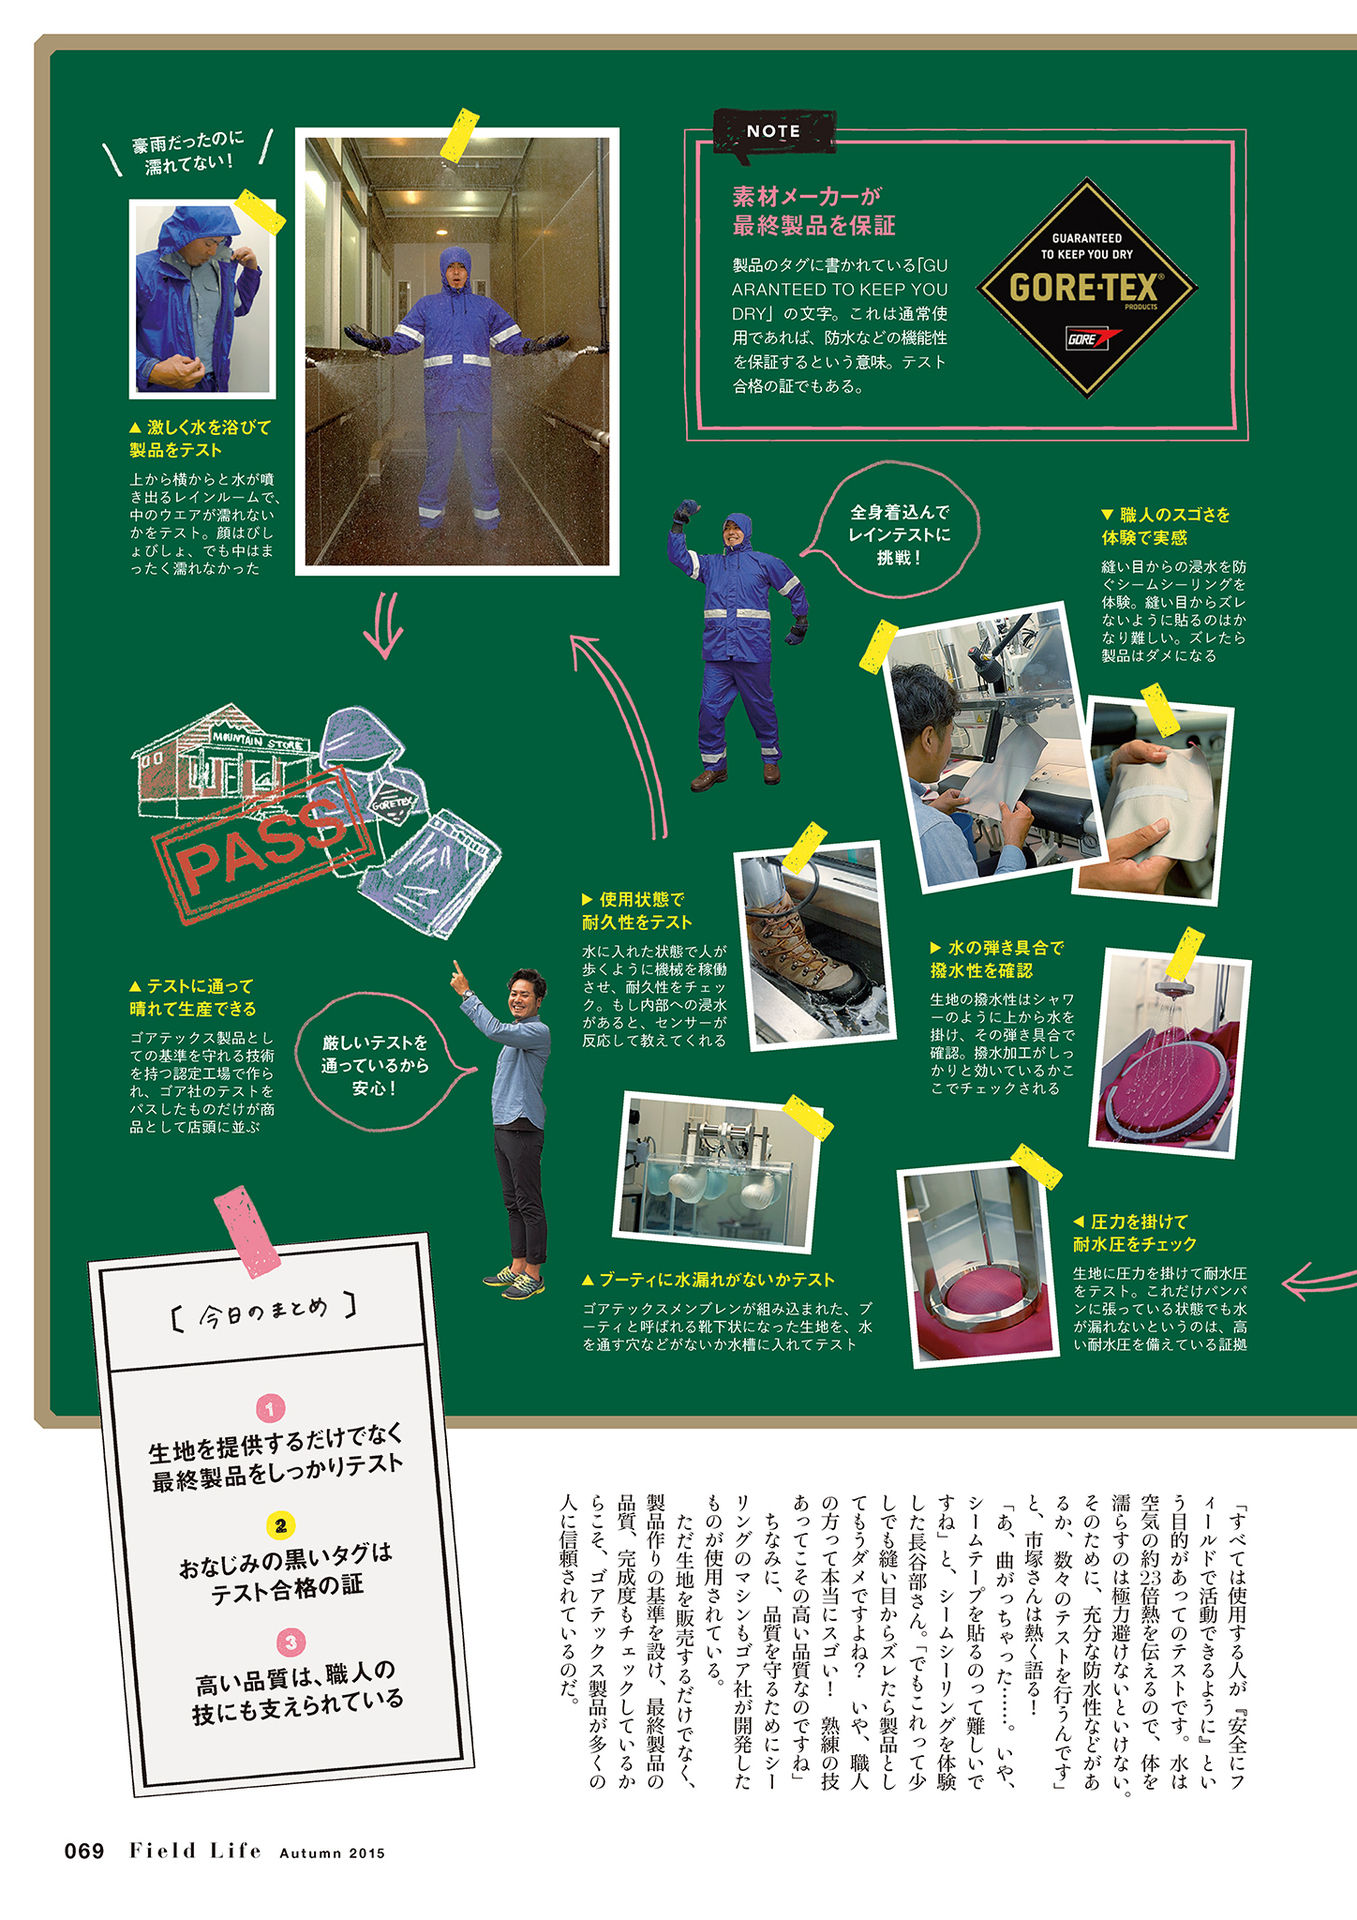 豪雨だったのに
濡れてない！
▲ 激しく水を浴びて
製品をテスト
上から横からと水が噴
き出るレインルームで、
中のウエアが濡れない
かをテスト。顔はびし
ょびしょ、でも中はま
ったく濡れなかった
NOTE
素材メーカーが
最終製品を保証
製品のタグに書かれている「GU
ARANTEED TO KEEP YOU
DRY」の文字。これは通常使
用であれば、防水などの機能性
を保証するという意味。テスト
合格の証でもある。
GUARANTEED
TO KEEP YOU DRY
GORE-TEX®
PRODUCTS
GORE
全身着込んで
レインテストに
挑戦！
▼ 職人のスゴさを
体験で実感
縫い目からの浸水を防
ぐシームシーリングを
体験。縫い目からズレ
ないように貼るのはか
なり難しい。ズレたら
製品はダメになる
MOUNTAIN STORE
GORETEX
PASS
▶ 使用状態で
耐久性をテスト
水に入れた状態で人が
歩くように機械を稼働
させ、耐久性をチェッ
ク。もし内部への浸水
があると、センサーが
反応して教えてくれる
▶ 水の弾き具合で
撥水性を確認
生地の撥水性はシャワ
ーのように上から水を
掛け、その弾き具合で
確認。撥水加工がしっ
かりと効いているかこ
こでチェックされる
▲ テストに通って
晴れて生産できる
ゴアテックス製品とし
ての基準を守れる技術
を持つ認定工場で作ら
れ、ゴア社のテストを
パスしたものだけが商
品として店頭に並ぶ
厳しいテストを
通っているから
安心！
▲ ブーティに水漏れがないかテスト
ゴアテックスメンブレンが組み込まれた、ブ
ーティと呼ばれる靴下状になった生地を、水
を通す穴などがないか水槽に入れてテスト
◀ 圧力を掛けて
耐水圧をチェック
生地に圧力を掛けて耐水圧
をテスト。これだけパンパ
ンに張っている状態でも水
が漏れないというのは、高
い耐水圧を備えている証拠
[ 今日のまとめ ]
1
生地を提供するだけでなく
最終製品をしっかりテスト
2
おなじみの黒いタグは
テスト合格の証
3
高い品質は、職人の
技にも支えられている
「すべては使用する人が『安全にフ
ィールドで活動できるように』とい
う目的があってのテストです。水は
空気の約23倍熱を伝えるので、体を
濡らすのは極力避けないといけない。
そのために、充分な防水性などがあ
るか、数々のテストを行うんです」
と、市塚さんは熱く語る！
「あ、曲がっちゃった……。いや、
シームテープを貼るのって難しいで
すね」と、シームシーリングを体験
した長谷部さん。「でもこれって少
しでも縫い目からズレたら製品とし
てもうダメですよね？　いや、職人
の方って本当にスゴい！　熟練の技
あってこその高い品質なのですね」
ちなみに、品質を守るためにシー
リングのマシンもゴア社が開発した
ものが使用されている。
ただ生地を販売するだけでなく、
製品作りの基準を設け、最終製品の
品質、完成度もチェックしているか
らこそ、ゴアテックス製品が多くの
人に信頼されているのだ。
069 Field Life Autumn 2015